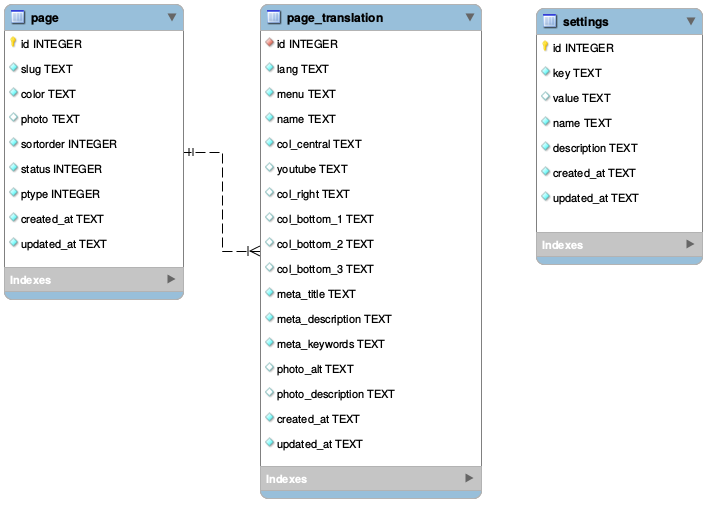 page
id INTEGER
slug TEXT
color TEXT
photo TEXT
sortorder INTEGER
status INTEGER
ptype INTEGER
created_at TEXT
updated_at TEXT
Indexes
page_translation
id INTEGER
lang TEXT
menu TEXT
name TEXT
col_central TEXT
youtube TEXT
col_right TEXT
col_bottom_1 TEXT
col_bottom_2 TEXT
col_bottom_3 TEXT
meta_title TEXT
meta_description TEXT
meta_keywords TEXT
photo_alt TEXT
photo_description TEXT
created_at TEXT
updated_at TEXT
Indexes
settings
id INTEGER
key TEXT
value TEXT
name TEXT
description TEXT
created_at TEXT
updated_at TEXT
Indexes